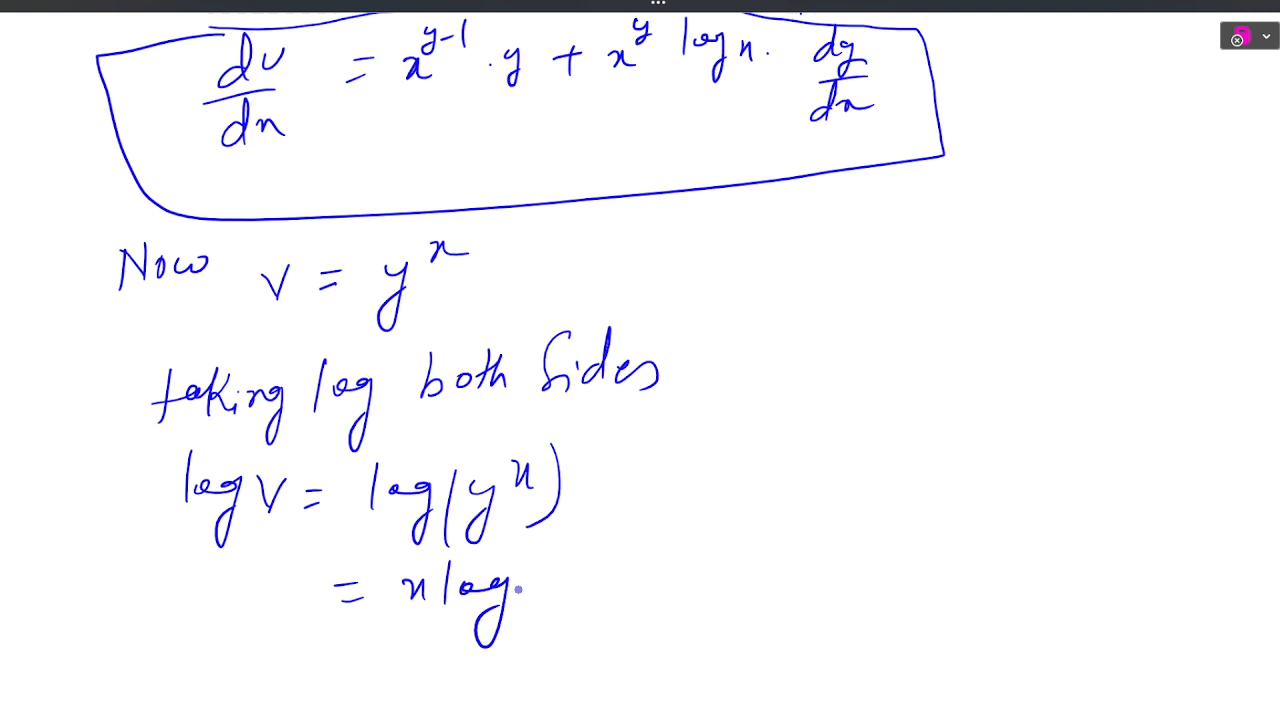 du/dx = x^{y-1} . y + x^y log x . dy/dx
Now v = y^x
taking log both sides
log v = log(y^x)
= x log